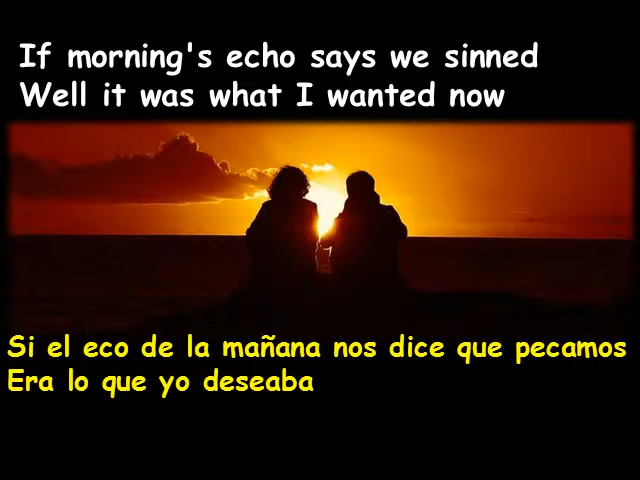 If morning's echo says we sinned
Well it was what I wanted now
Si el eco de la mañana nos dice que pecamos
Era lo que yo deseaba